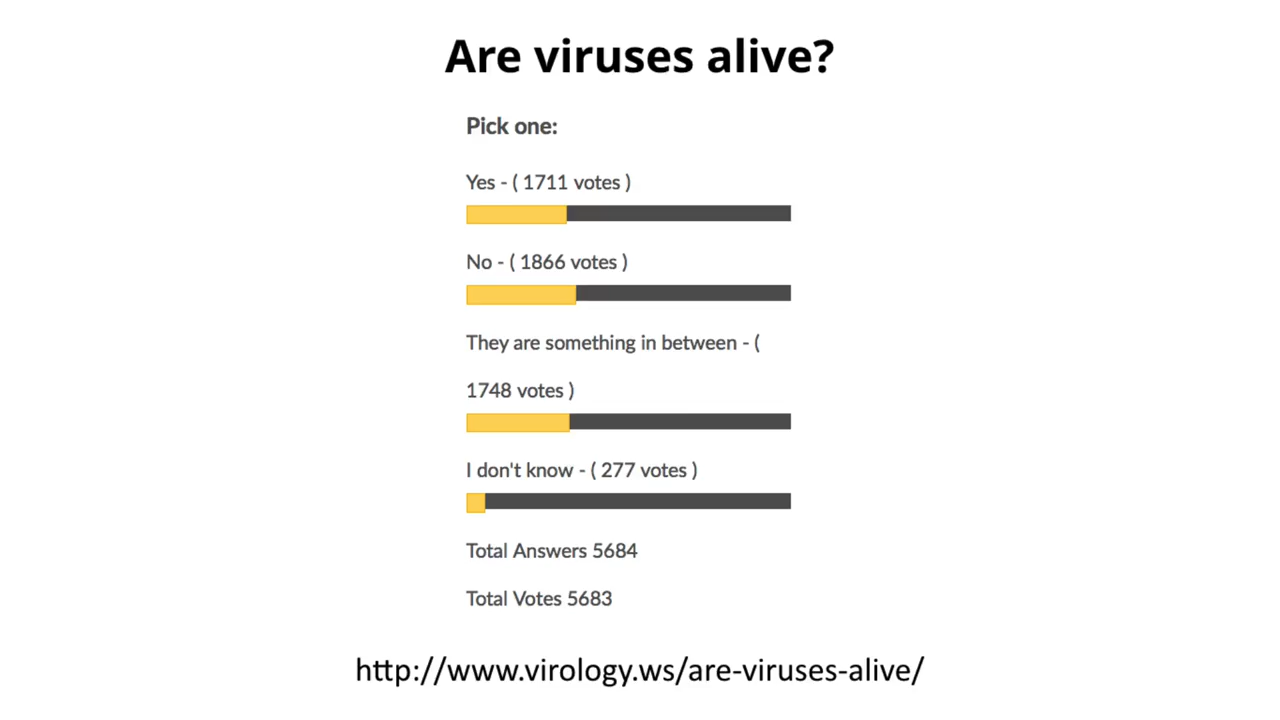 Are viruses alive?
Pick one:
Yes - ( 1711 votes )
No - ( 1866 votes )
They are something in between - (
1748 votes )
I don't know - ( 277 votes )
Total Answers 5684
Total Votes 5683
http://www.virology.ws/are-viruses-alive/